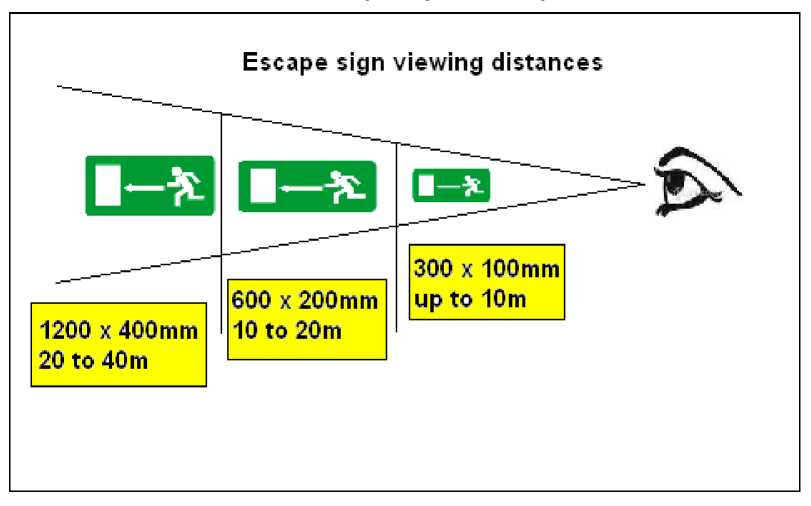 Escape sign viewing distances
1200 x 400mm
20 to 40m
600 x 200mm
10 to 20m
300 x 100mm
up to 10m